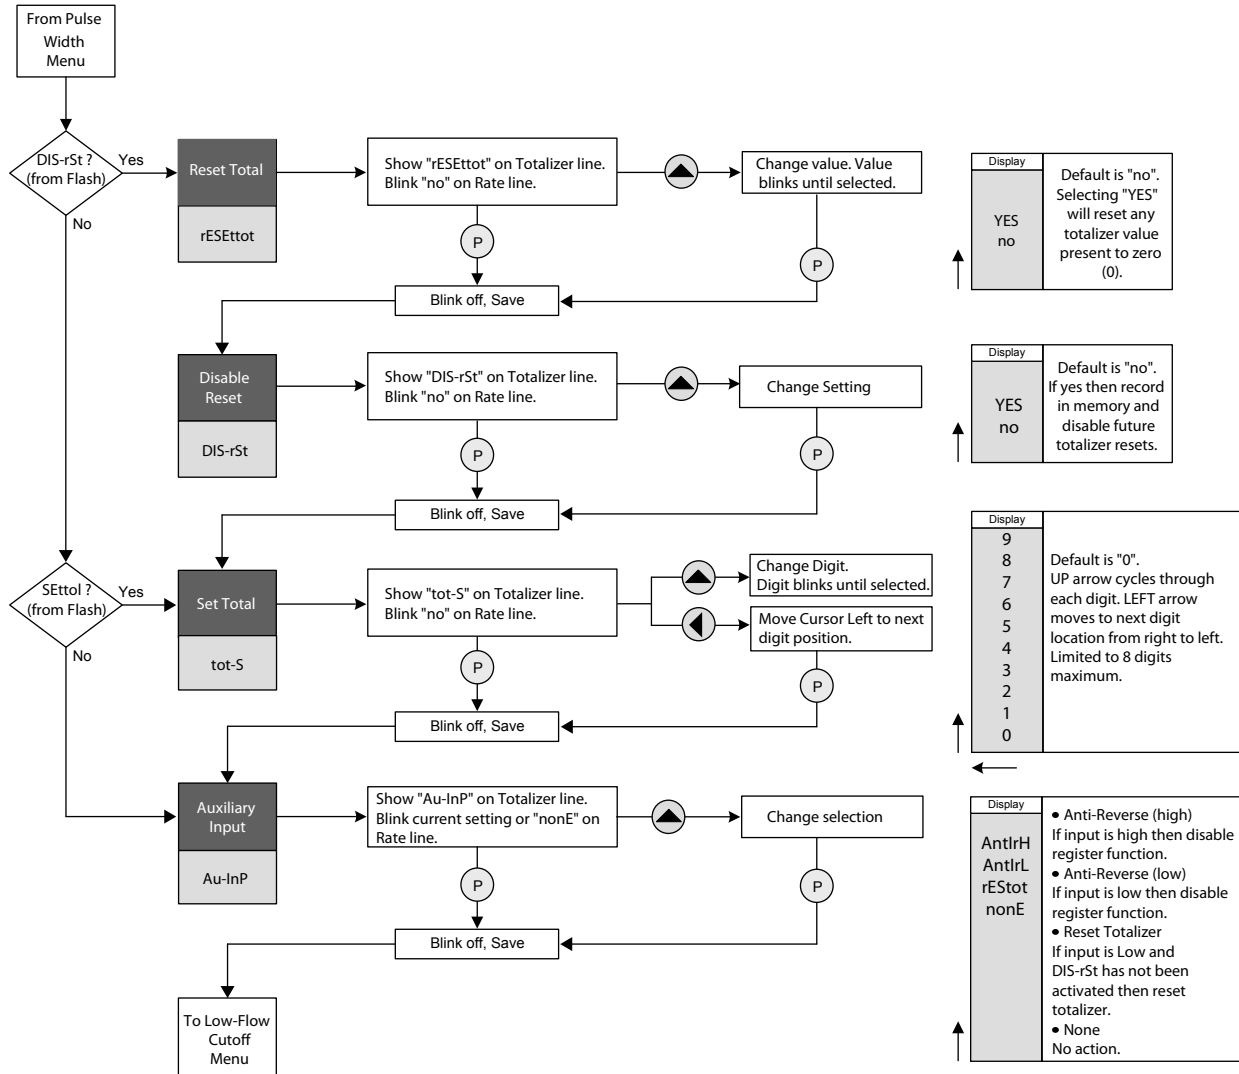 From Pulse
Width
Menu
DIS-rSt ?
(from Flash)
Yes
No
Reset Total
rESEttot
Show "rESEttot" on Totalizer line.
Blink "no" on Rate line.
P
Change value. Value
blinks until selected.
P
Blink off, Save
Display
YES
no
Default is "no".
Selecting "YES"
will reset any
totalizer value
present to zero
(0).
Disable
Reset
DIS-rSt
Show "DIS-rSt" on Totalizer line.
Blink "no" on Rate line.
P
Change Setting
P
Blink off, Save
Display
YES
no
Default is "no".
If yes then record
in memory and
disable future
totalizer resets.
SEttol ?
(from Flash)
Yes
No
Set Total
tot-S
Show "tot-S" on Totalizer line.
Blink "no" on Rate line.
P
Change Digit.
Digit blinks until selected.
Move Cursor Left to next
digit position.
P
Blink off, Save
Display
9
8
7
6
5
4
3
2
1
0
Default is "0".
UP arrow cycles through
each digit. LEFT arrow
moves to next digit
location from right to left.
Limited to 8 digits
maximum.
Auxiliary
Input
Au-InP
Show "Au-InP" on Totalizer line.
Blink current setting or "nonE" on
Rate line.
P
Change selection
P
Blink off, Save
Display
AntIrH
AntIrL
rEStot
nonE
• Anti-Reverse (high)
If input is high then disable
register function.
• Anti-Reverse (low)
If input is low then disable
register function.
• Reset Totalizer
If input is Low and
DIS-rSt has not been
activated then reset
totalizer.
• None
No action.
To Low-Flow
Cutoff
Menu